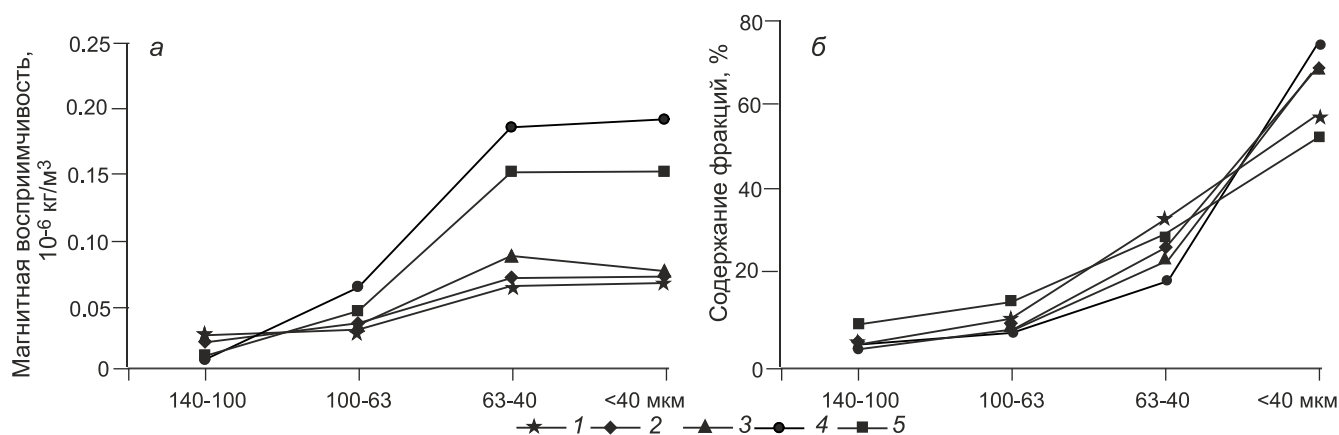 Магнитная восприимчивость,
10-6 кг/м3
0.25
0.20
0.15
0.10
0.05
0
а
140-100
100-63
63-40
<40 мкм
Содержание фракций, %
80
60
40
20
0
б
140-100
100-63
63-40
<40 мкм
1 2 3 4 5